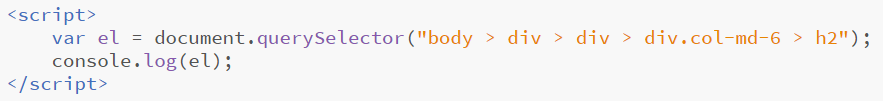 <script>
    var el = document.querySelector("body > div > div > div.col-md-6 > h2");
    console.log(el);
</script>